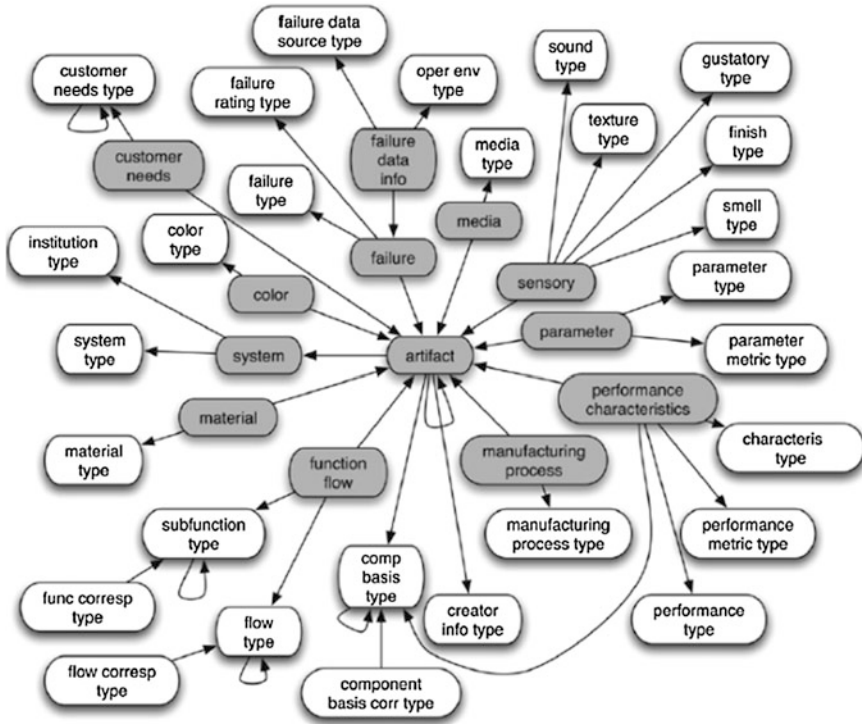 failure data
source type
customer
needs type
failure
rating type
oper env
type
sound
type
gustatory
type
texture
type
finish
type
customer
needs
failure
data
info
media
type
failure
type
smell
type
institution
type
color
type
media
failure
sensory
parameter
type
color
parameter
system
type
system
artifact
parameter
metric type
performance
characteristics
material
material
type
characteris
type
function
flow
manufacturing
process
subfunction
type
manufacturing
process type
performance
metric type
comp
basis
type
func corresp
type
creator
info type
performance
type
flow
type
flow corresp
type
component
basis corr type